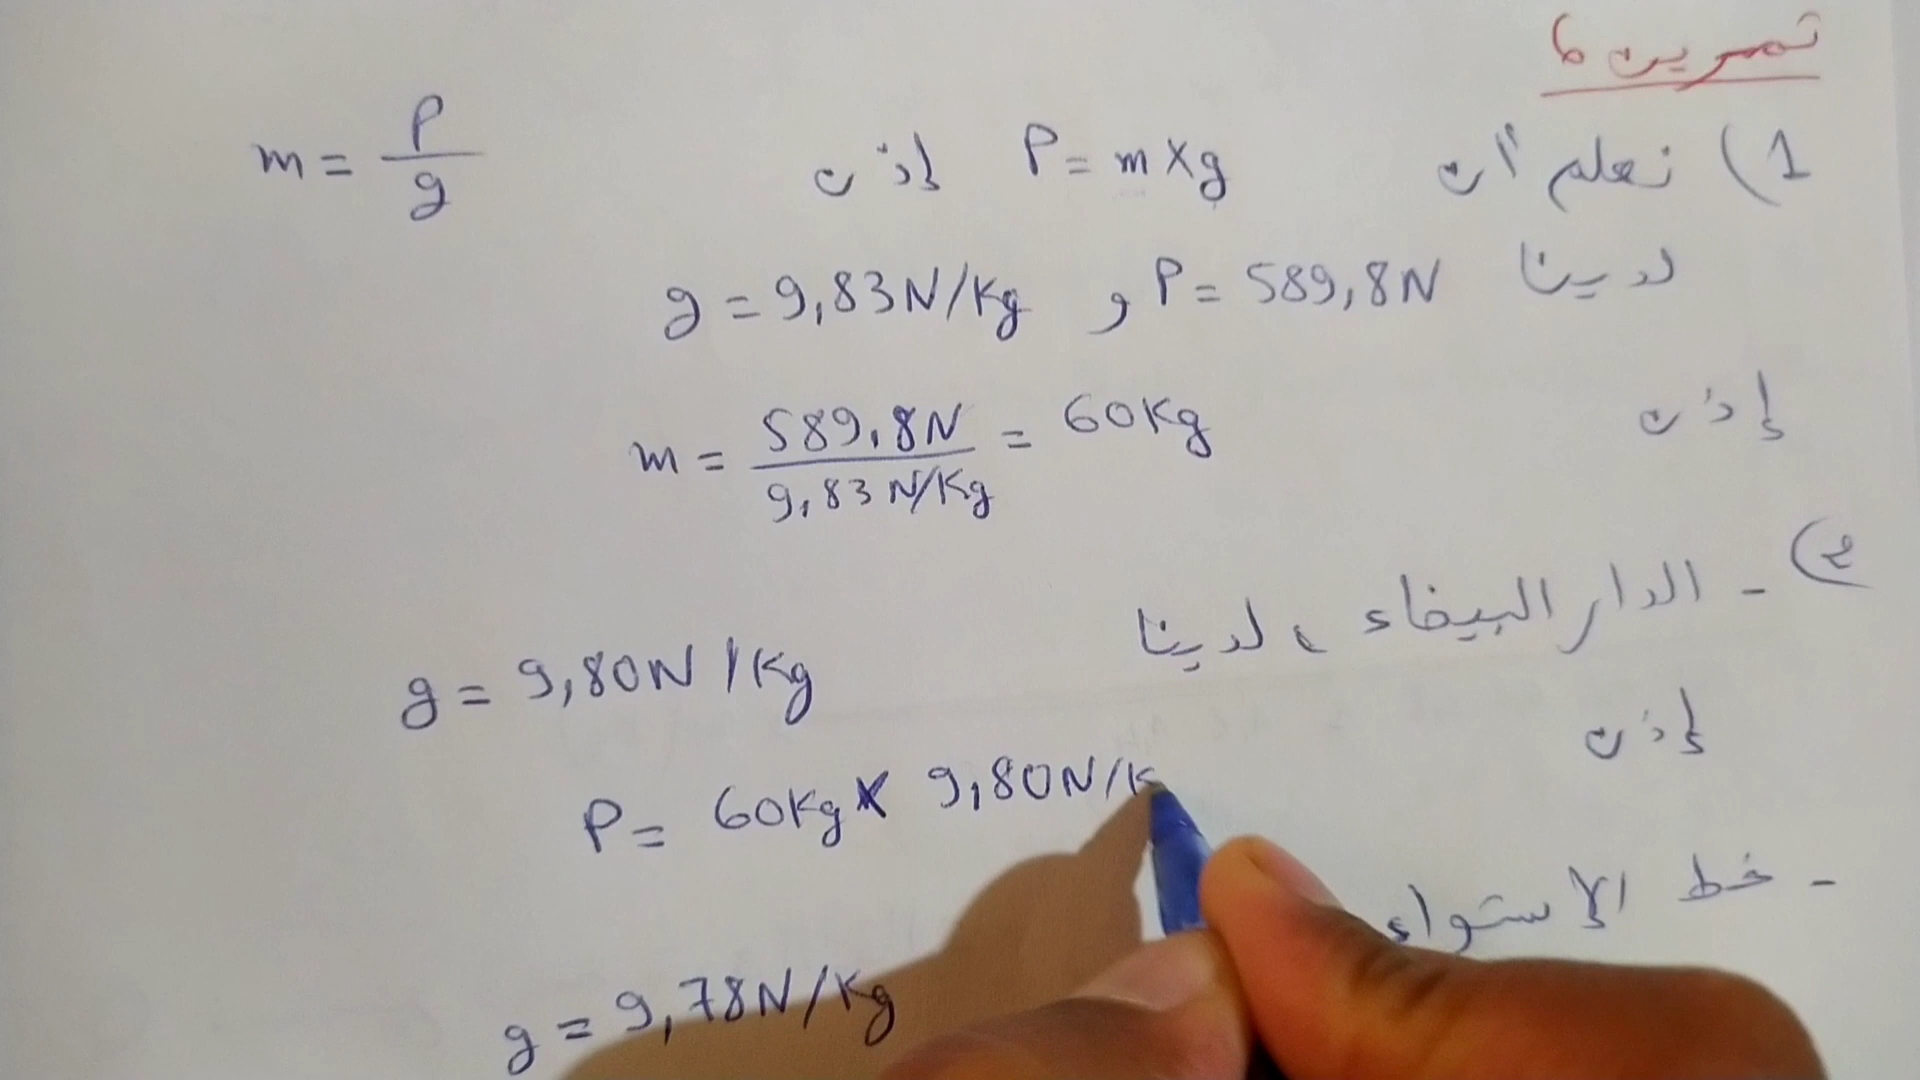 تمرين 6
1) نعلم أن P = m × g إذن m = P/g
لدينا P = 589,8N و g = 9,83N/Kg
إذن m = 589,8N / 9,83N/Kg = 60Kg
2) - الدار البيضاء، لدينا g = 9,80N/Kg
إذن P = 60Kg × 9,80N/K
- خط الإستواء
g = 9,78N/Kg